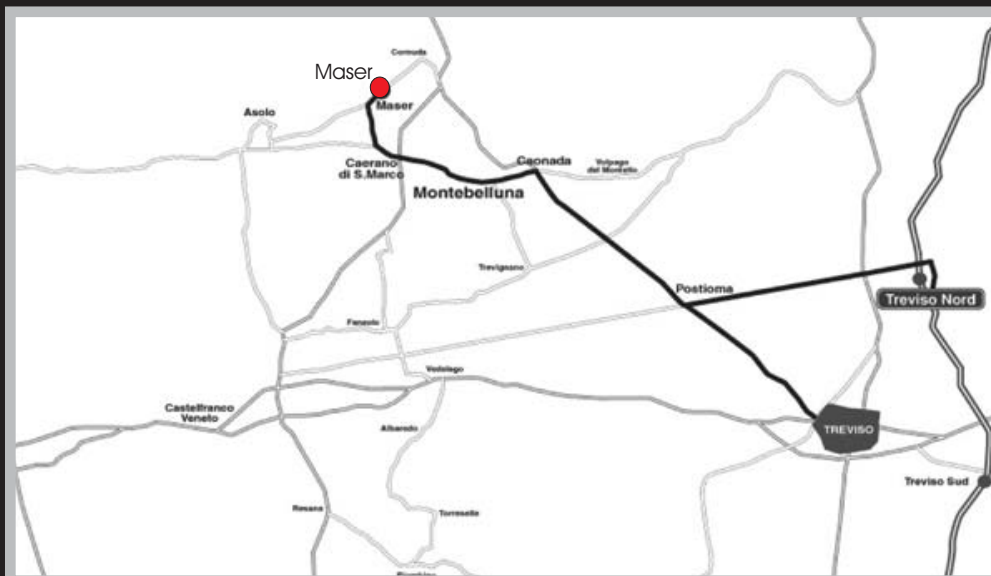 Cornuda
Maser
Maser
Asolo
Caerano
di S.Marco
Caonada
Volpago
del Montello
Montebelluna
Trevignano
Postioma
Treviso Nord
Fanzolo
Vedelago
Castelfranco
Veneto
Albaredo
TREVISO
Treviso Sud
Resana
Torreselle